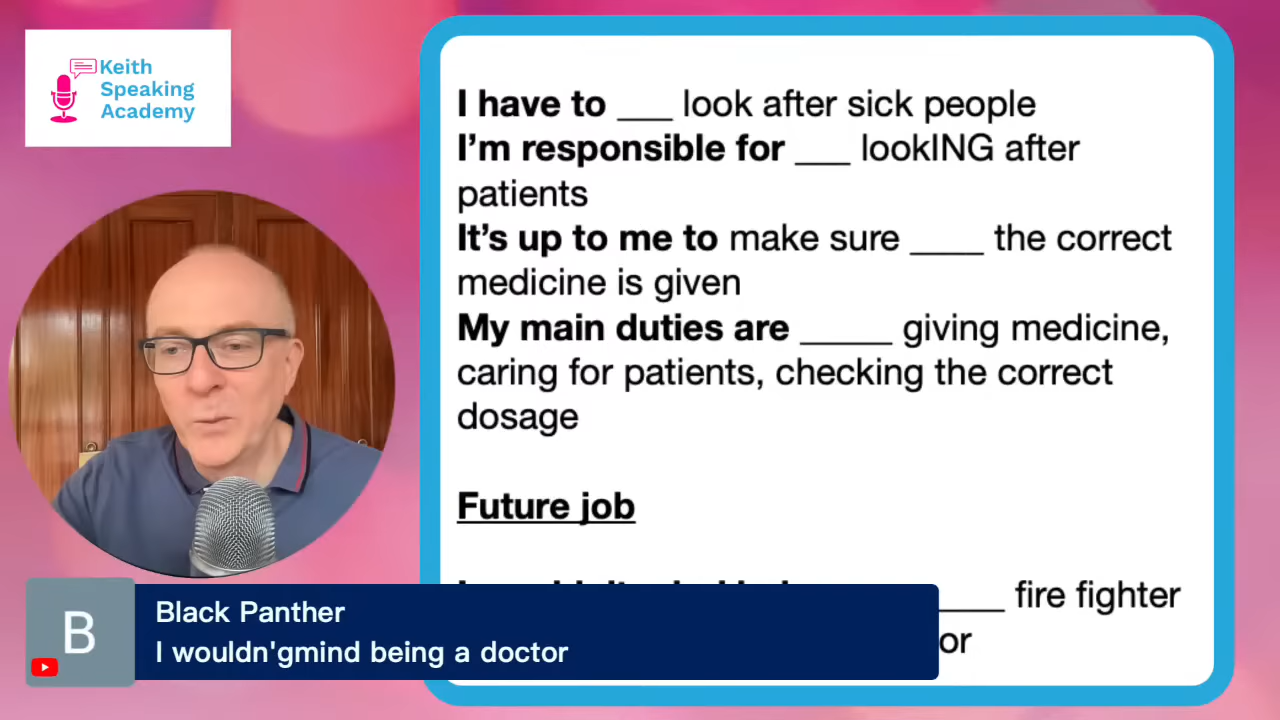 Keith
Speaking
Academy
I have to ___ look after sick people
I'm responsible for ___ lookING after
patients
It's up to me to make sure ____ the correct
medicine is given
My main duties are _____ giving medicine,
caring for patients, checking the correct
dosage
Future job
____ fire fighter
or
B
Black Panther
I wouldn'gmind being a doctor